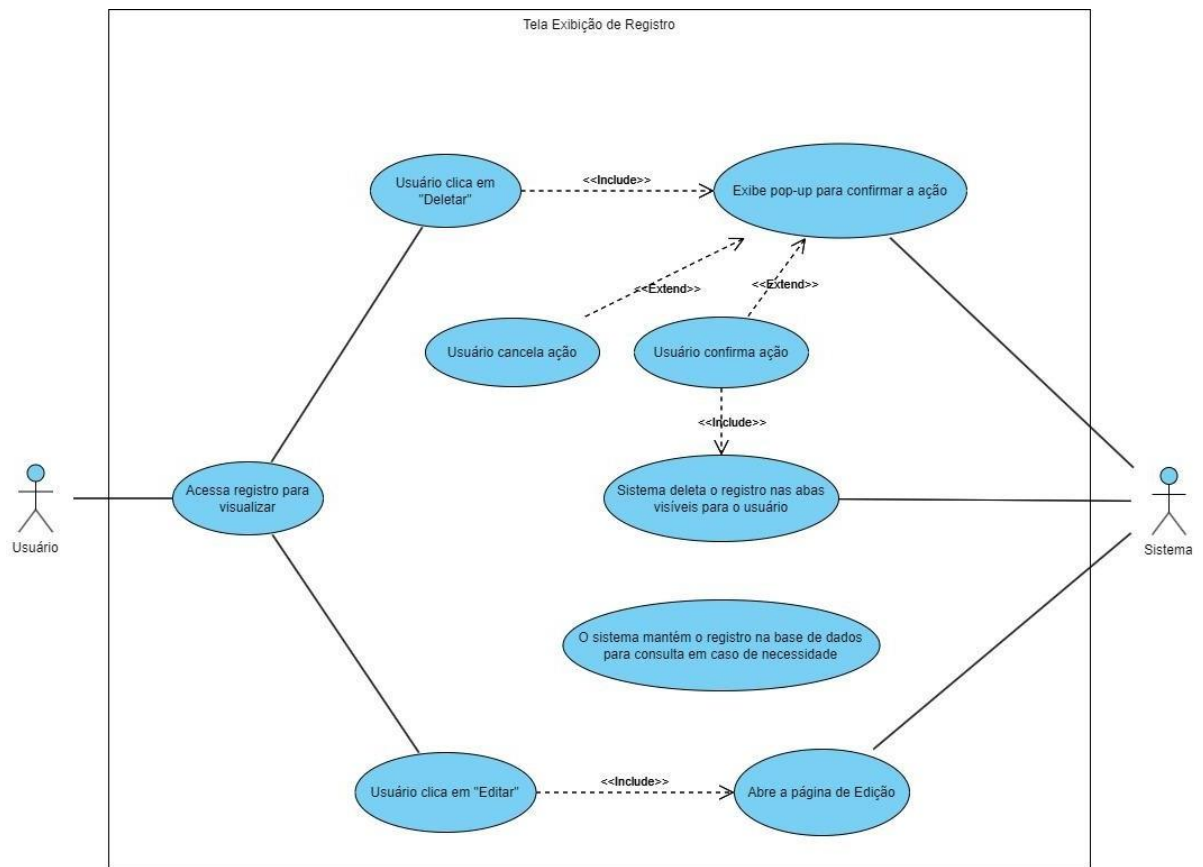 Tela Exibição de Registro
Usuário clica em
"Deletar"
<<Include>>
Exibe pop-up para confirmar a ação
<<Extend>>
<<Extend>>
Usuário cancela ação
Usuário confirma ação
<<Include>>
Acessa registro para
visualizar
Sistema deleta o registro nas abas
visíveis para o usuário
Usuário
Sistema
O sistema mantém o registro na base de dados
para consulta em caso de necessidade
Usuário clica em "Editar"
<<Include>>
Abre a página de Edição